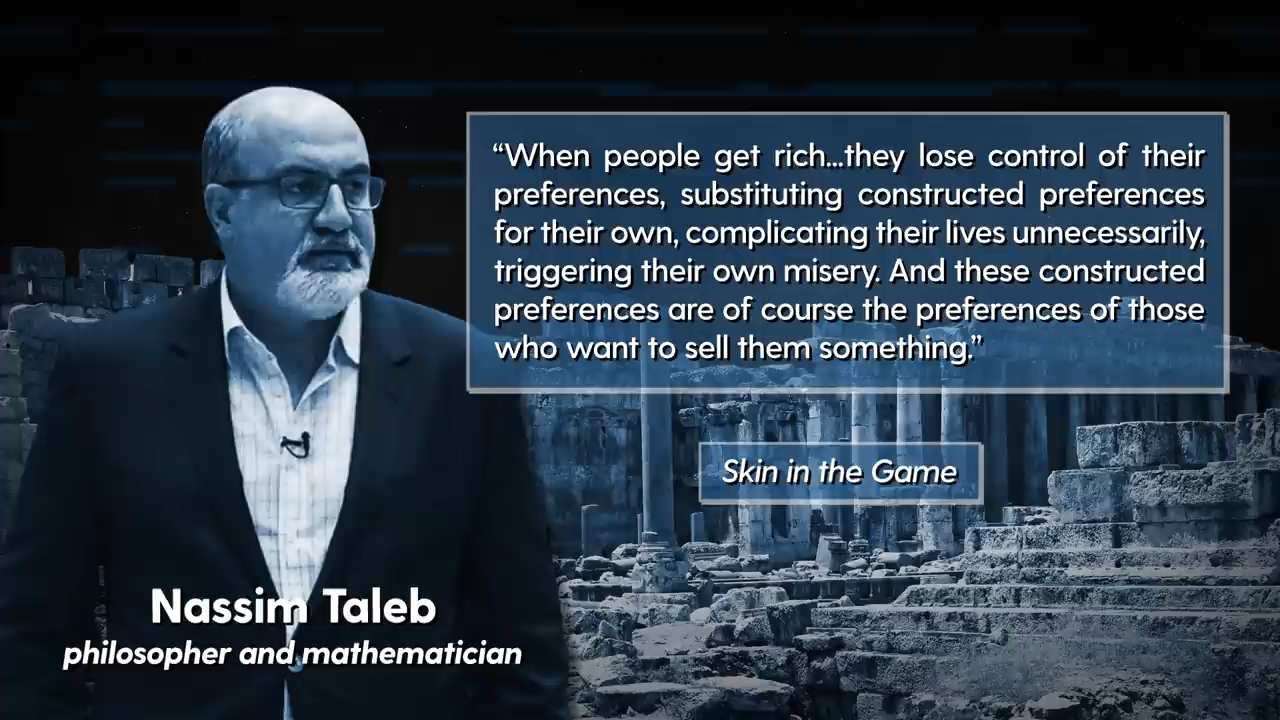 “When people get rich...they lose control of their
preferences, substituting constructed preferences
for their own, complicating their lives unnecessarily,
triggering their own misery. And these constructed
preferences are of course the preferences of those
who want to sell them something.”
Skin in the Game
Nassim Taleb
philosopher and mathematician